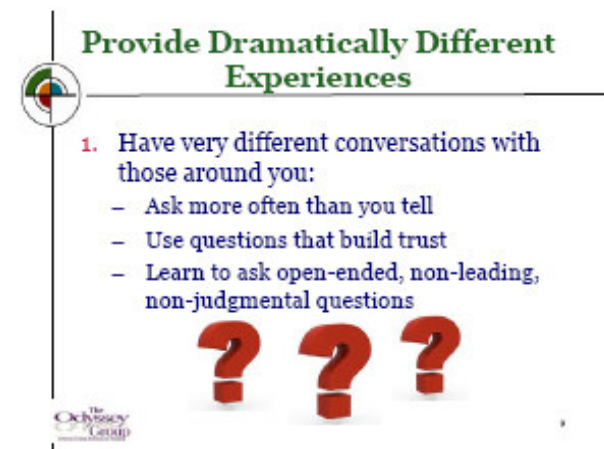 Provide Dramatically Different
Experiences
1. Have very different conversations with
those around you:
– Ask more often than you tell
– Use questions that build trust
– Learn to ask open-ended, non-leading,
non-judgmental questions
? ? ?
The
Odyssey
Group